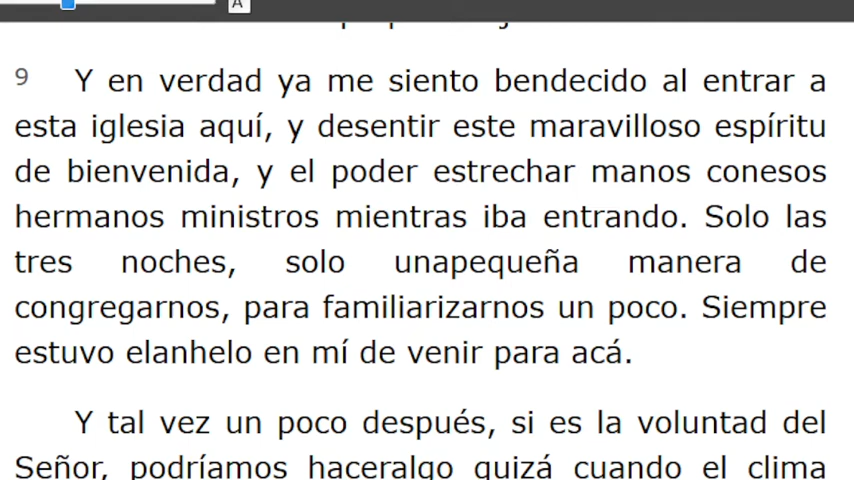 A
9 Y en verdad ya me siento bendecido al entrar a
esta iglesia aquí, y desentir este maravilloso espíritu
de bienvenida, y el poder estrechar manos conesos
hermanos ministros mientras iba entrando. Solo las
tres noches, solo unapequeña manera de
congregarnos, para familiarizarnos un poco. Siempre
estuvo elanhelo en mí de venir para acá.
Y tal vez un poco después, si es la voluntad del
Señor, podríamos haceralgo quizá cuando el clima